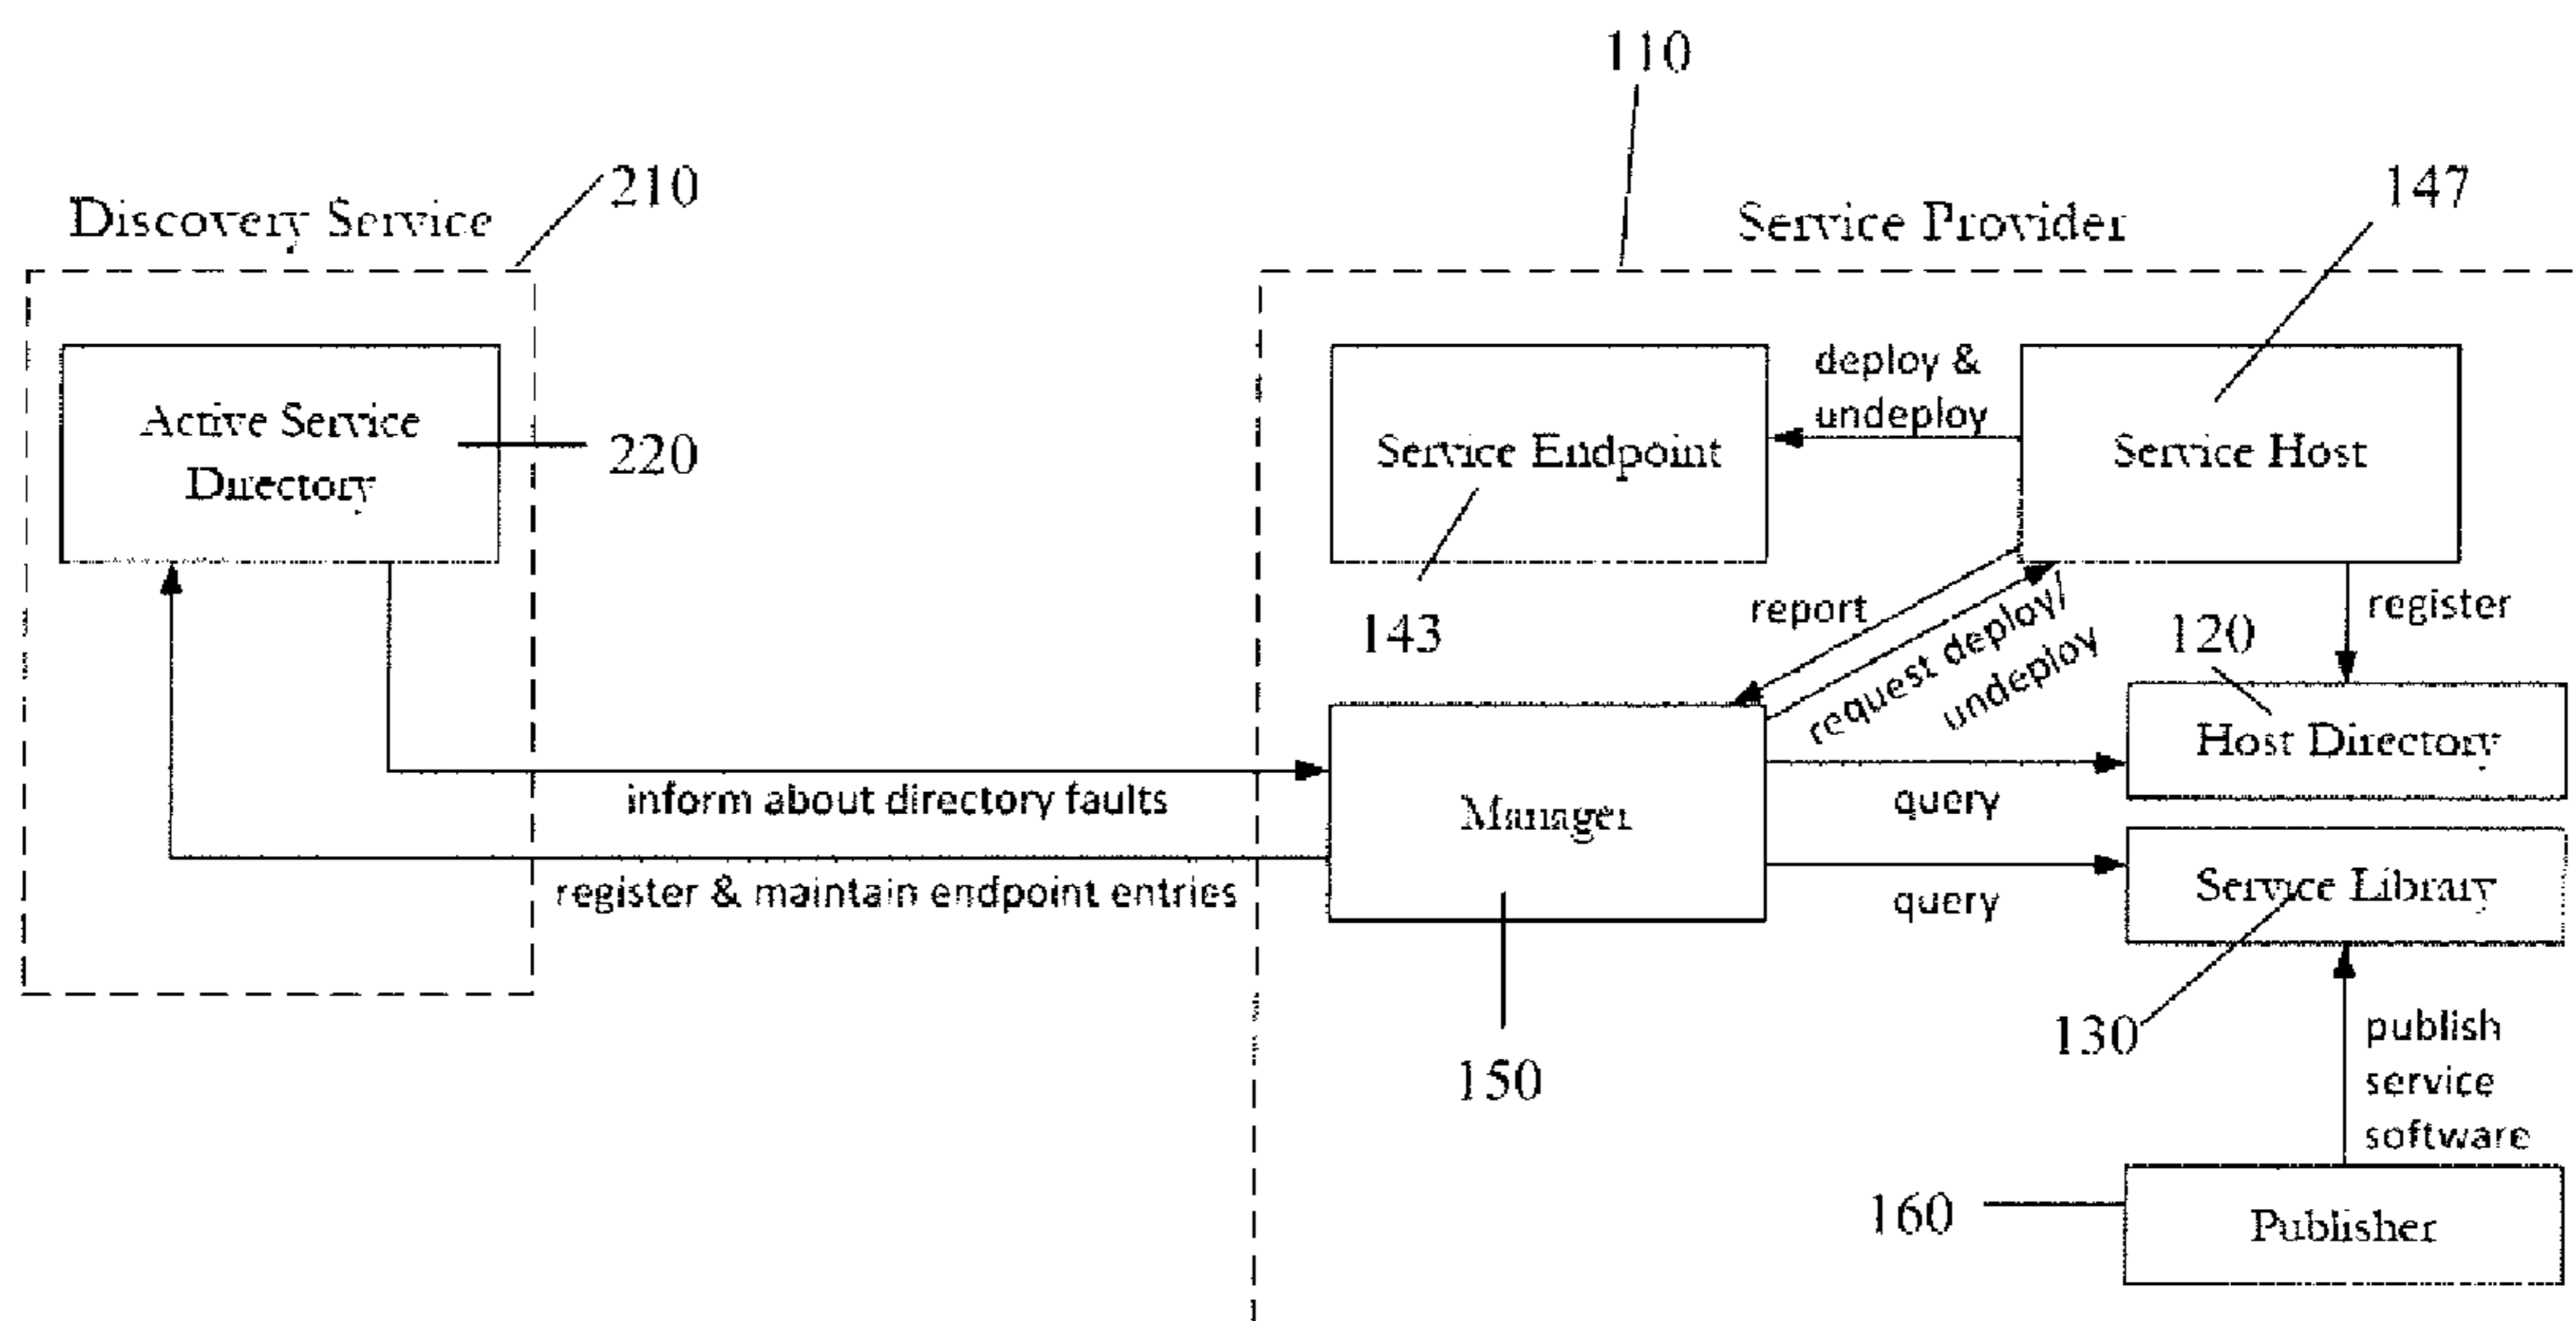 110
210
147
Discovery Service
Service Provider
Active Service
Directory
220
Service Endpoint
deploy &
undeploy
Service Host
143
report
request deploy/
undeploy
register
120
Host Directory
inform about directory faults
Manager
query
register & maintain endpoint entries
query
Service Library
150
130
publish
service
software
160
Publisher